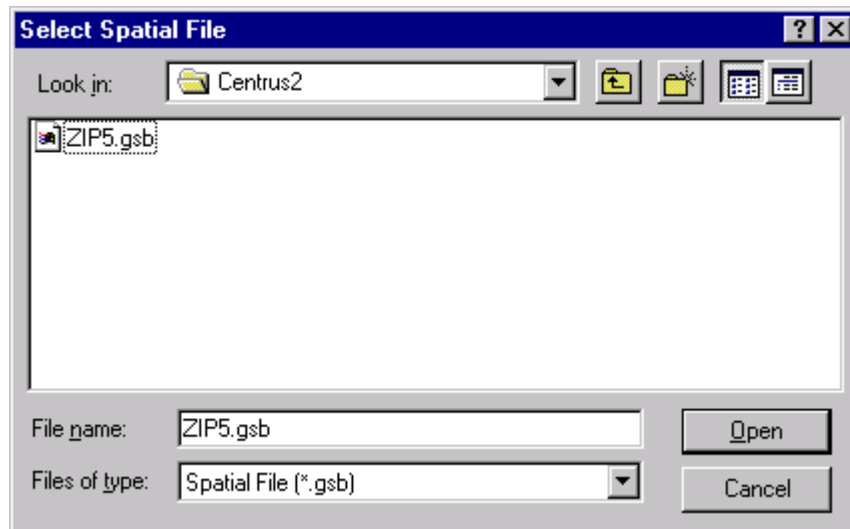 Select Spatial File
Look in: Centrus2
ZIP5.gsb
File name: ZIP5.gsb Open
Files of type: Spatial File (*.gsb) Cancel